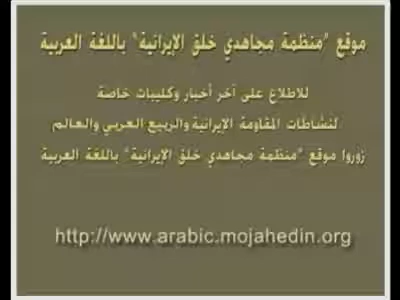 موقع "منظمة مجاهدي خلق الإيرانية" باللغة العربية
للاطلاع على آخر أخبار وكليبات خاصة
لنشاطات المقاومة الإيرانية والربيع العربي والعالم
زوروا موقع "منظمة مجاهدي خلق الإيرانية" باللغة العربية
http://www.arabic.mojahedin.org